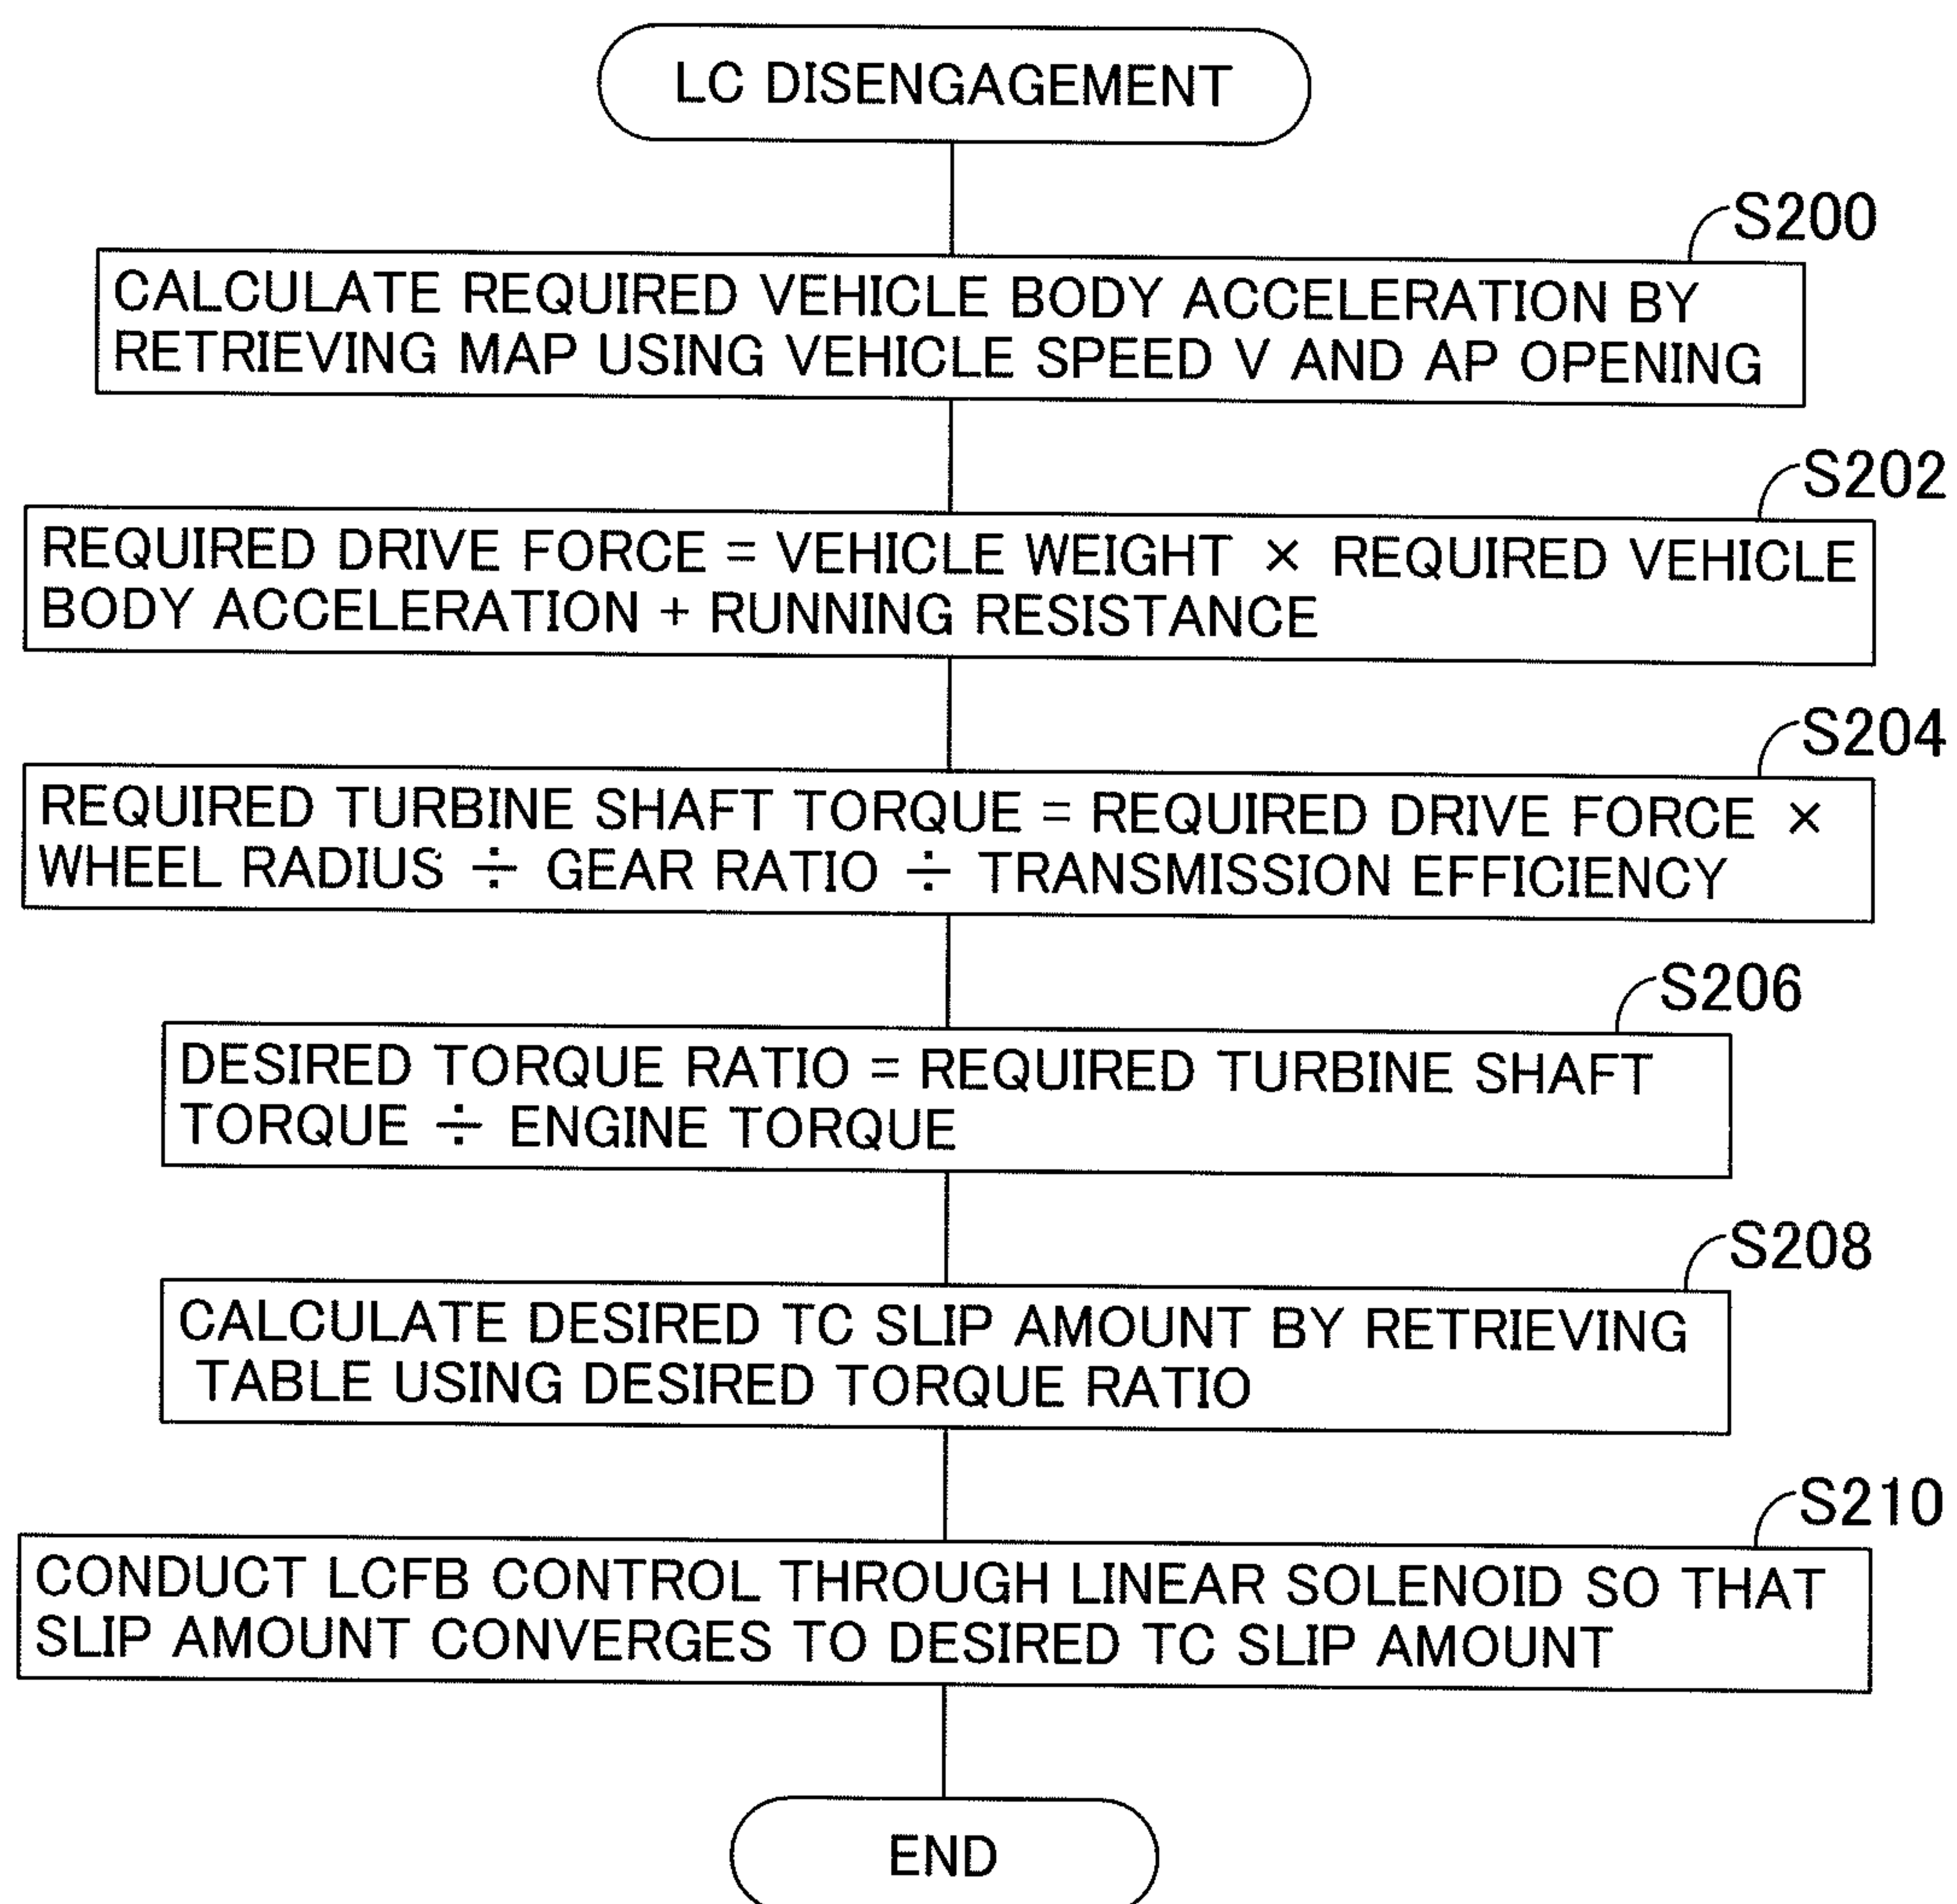 LC DISENGAGEMENT
S200
CALCULATE REQUIRED VEHICLE BODY ACCELERATION BY
RETRIEVING MAP USING VEHICLE SPEED V AND AP OPENING
S202
REQUIRED DRIVE FORCE = VEHICLE WEIGHT × REQUIRED VEHICLE
BODY ACCELERATION + RUNNING RESISTANCE
S204
REQUIRED TURBINE SHAFT TORQUE = REQUIRED DRIVE FORCE ×
WHEEL RADIUS ÷ GEAR RATIO ÷ TRANSMISSION EFFICIENCY
S206
DESIRED TORQUE RATIO = REQUIRED TURBINE SHAFT
TORQUE ÷ ENGINE TORQUE
S208
CALCULATE DESIRED TC SLIP AMOUNT BY RETRIEVING
TABLE USING DESIRED TORQUE RATIO
S210
CONDUCT LCFB CONTROL THROUGH LINEAR SOLENOID SO THAT
SLIP AMOUNT CONVERGES TO DESIRED TC SLIP AMOUNT
END